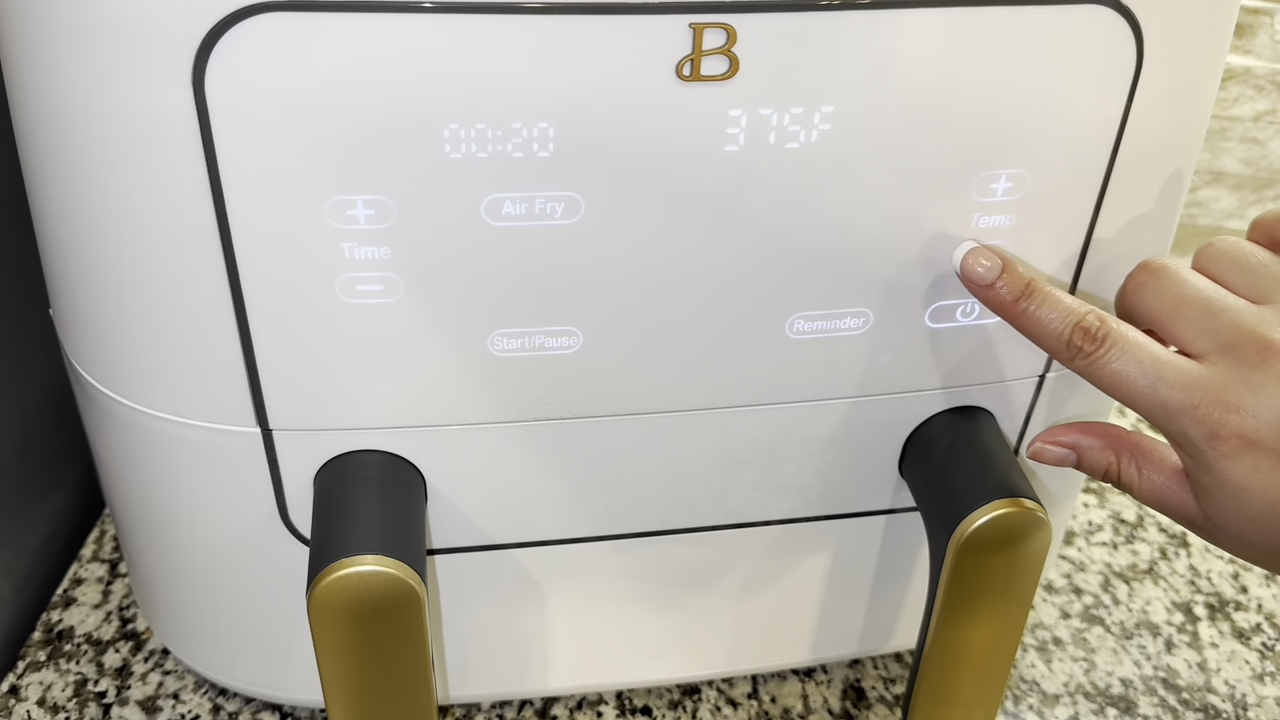 B
00:20 375F
+ Air Fry +
Time Temp
−
Start/Pause Reminder